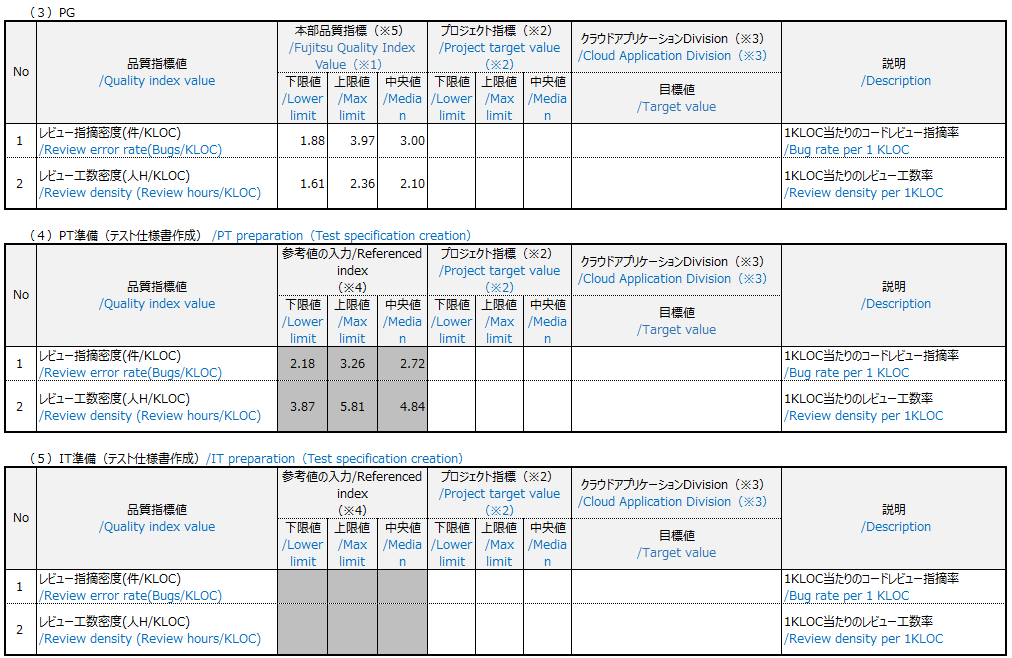 （3）PG
No
品質指標値
/Quality index value
本部品質指標（※5）
/Fujitsu Quality Index
Value（※1）
プロジェクト指標（※2）
/Project target value
（※2）
クラウドアプリケーションDivision（※3）
/Cloud Application Division（※3）
説明
/Description
下限値
/Lower
limit
上限値
/Max
limit
中央値
/Media
n
下限値
/Lower
limit
上限値
/Max
limit
中央値
/Media
n
目標値
/Target value
1
レビュー指摘密度(件/KLOC)
/Review error rate(Bugs/KLOC)
1.88
3.97
3.00
1KLOC当たりのコードレビュー指摘率
/Bug rate per 1 KLOC
2
レビュー工数密度(人H/KLOC)
/Review density (Review hours/KLOC)
1.61
2.36
2.10
1KLOC当たりのレビュー工数率
/Review density per 1KLOC
（4）PT準備（テスト仕様書作成） /PT preparation（Test specification creation）
No
品質指標値
/Quality index value
参考値の入力/Referenced
index
（※4）
プロジェクト指標（※2）
/Project target value
（※2）
クラウドアプリケーションDivision（※3）
/Cloud Application Division（※3）
説明
/Description
下限値
/Lower
limit
上限値
/Max
limit
中央値
/Media
n
下限値
/Lower
limit
上限値
/Max
limit
中央値
/Media
n
目標値
/Target value
1
レビュー指摘密度(件/KLOC)
/Review error rate(Bugs/KLOC)
2.18
3.26
2.72
1KLOC当たりのコードレビュー指摘率
/Bug rate per 1 KLOC
2
レビュー工数密度(人H/KLOC)
/Review density (Review hours/KLOC)
3.87
5.81
4.84
1KLOC当たりのレビュー工数率
/Review density per 1KLOC
（5）IT準備（テスト仕様書作成）/IT preparation（Test specification creation）
No
品質指標値
/Quality index value
参考値の入力/Referenced
index
（※4）
プロジェクト指標（※2）
/Project target value
（※2）
クラウドアプリケーションDivision（※3）
/Cloud Application Division（※3）
説明
/Description
下限値
/Lower
limit
上限値
/Max
limit
中央値
/Media
n
下限値
/Lower
limit
上限値
/Max
limit
中央値
/Media
n
目標値
/Target value
1
レビュー指摘密度(件/KLOC)
/Review error rate(Bugs/KLOC)
1KLOC当たりのコードレビュー指摘率
/Bug rate per 1 KLOC
2
レビュー工数密度(人H/KLOC)
/Review density (Review hours/KLOC)
1KLOC当たりのレビュー工数率
/Review density per 1KLOC